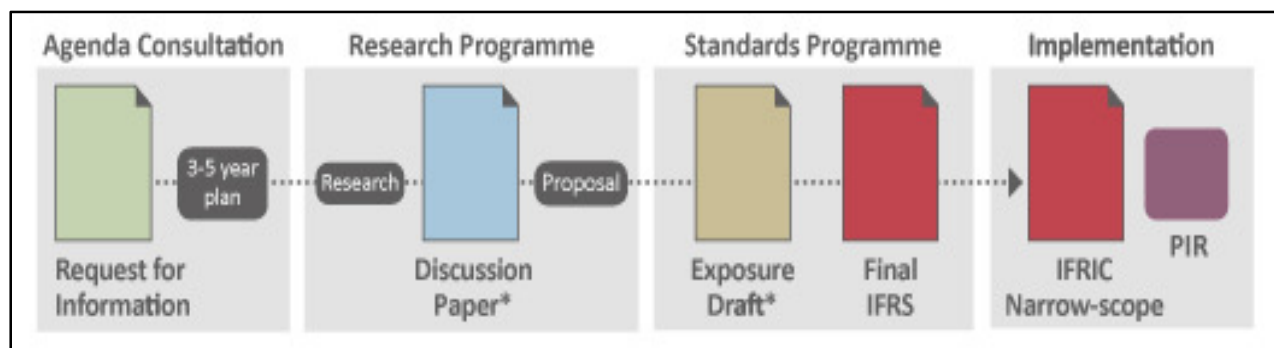 Agenda Consultation
Research Programme
Standards Programme
Implementation
3-5 year
plan
Research
Proposal
Request for
Information
Discussion
Paper*
Exposure
Draft*
Final
IFRS
IFRIC
Narrow-scope
PIR